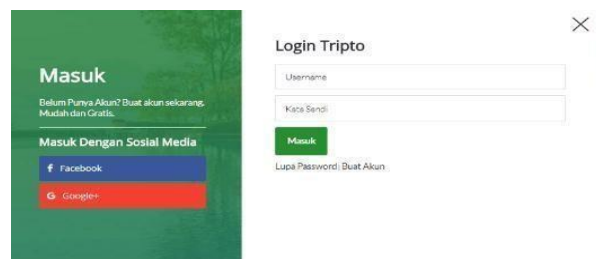 Masuk
Belum Punya Akun? Buat akun sekarang.
Mudah dan Gratis.
Masuk Dengan Sosial Media
f Facebook
G Google+
Login Tripto
Username
Kata Sandi
Masuk
Lupa Password| Buat Akun